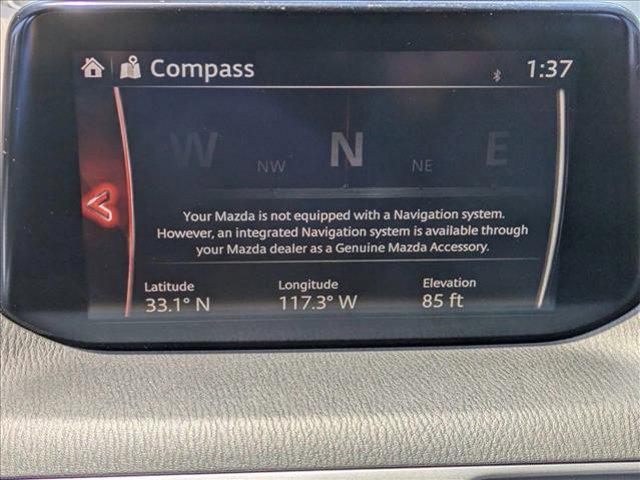 Compass 1:37
W NW N NE E
Your Mazda is not equipped with a Navigation system.
However, an integrated Navigation system is available through
your Mazda dealer as a Genuine Mazda Accessory.
Latitude Longitude Elevation
33.1° N 117.3° W 85 ft